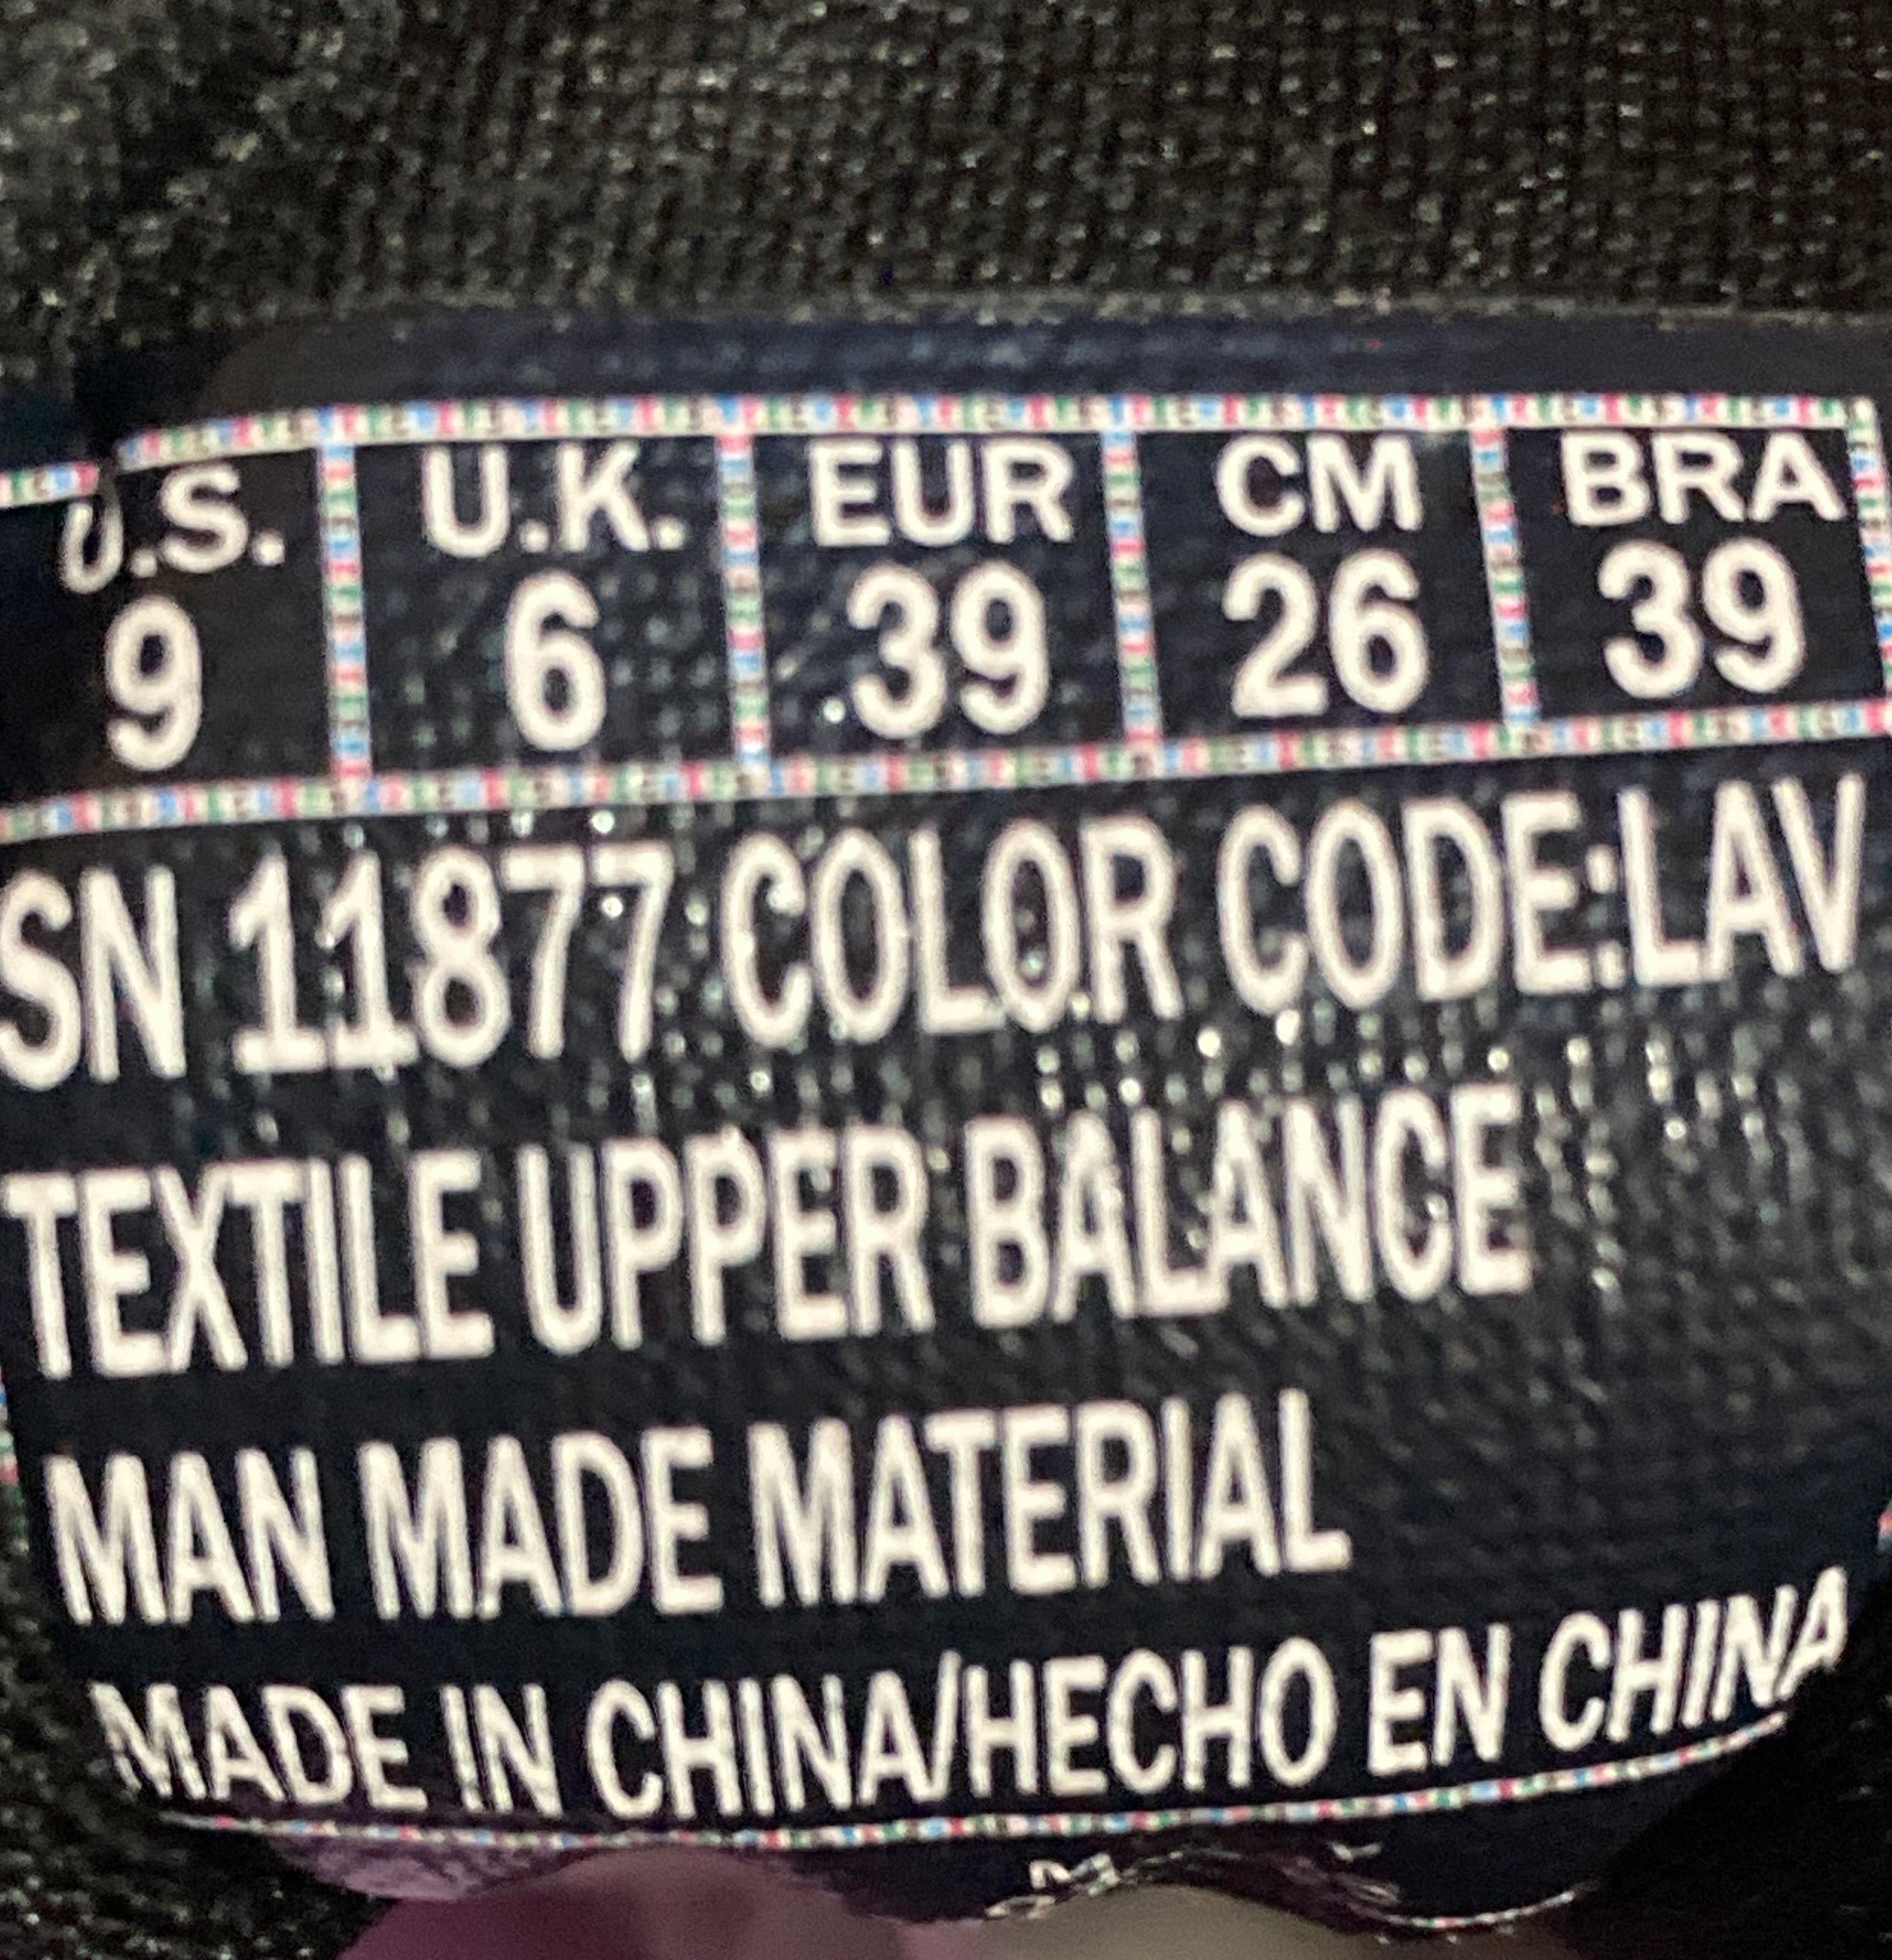 U.S. U.K. EUR CM BRA
9 6 39 26 39
SN 11877 COLOR CODE:LAV
TEXTILE UPPER BALANCE
MAN MADE MATERIAL
MADE IN CHINA/HECHO EN CHINA